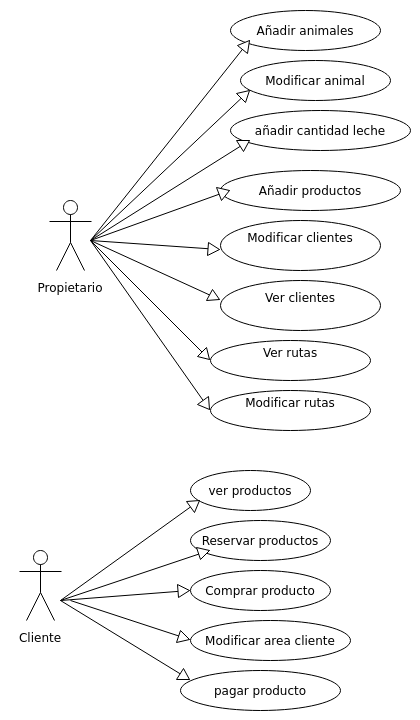 Añadir animales
Modificar animal
añadir cantidad leche
Añadir productos
Modificar clientes
Propietario
Ver clientes
Ver rutas
Modificar rutas
ver productos
Reservar productos
Comprar producto
Cliente
Modificar area cliente
pagar producto